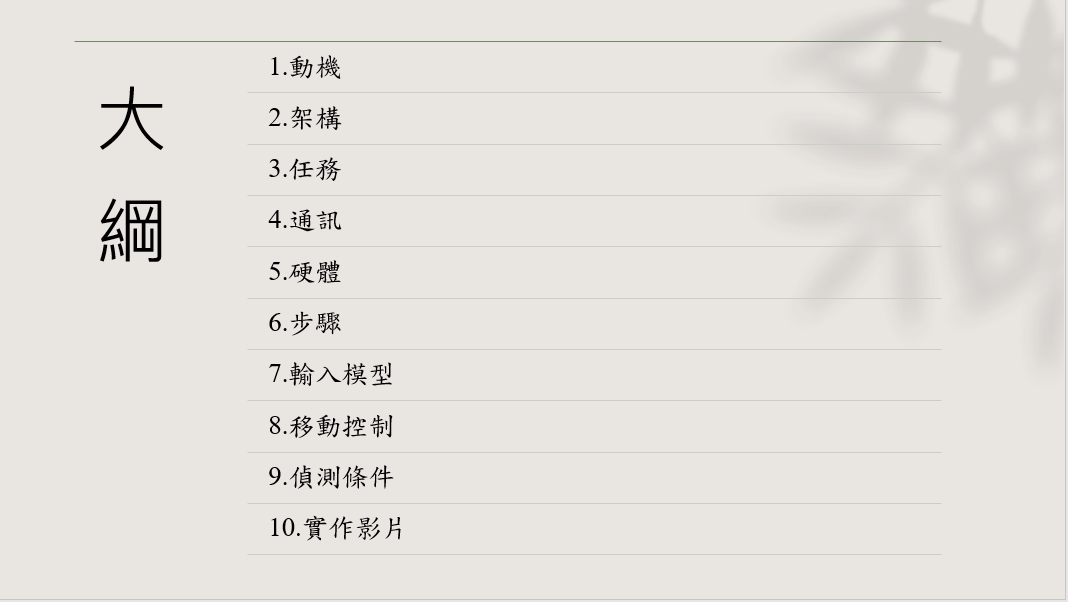 大
綱
1.動機
2.架構
3.任務
4.通訊
5.硬體
6.步驟
7.輸入模型
8.移動控制
9.偵測條件
10.實作影片